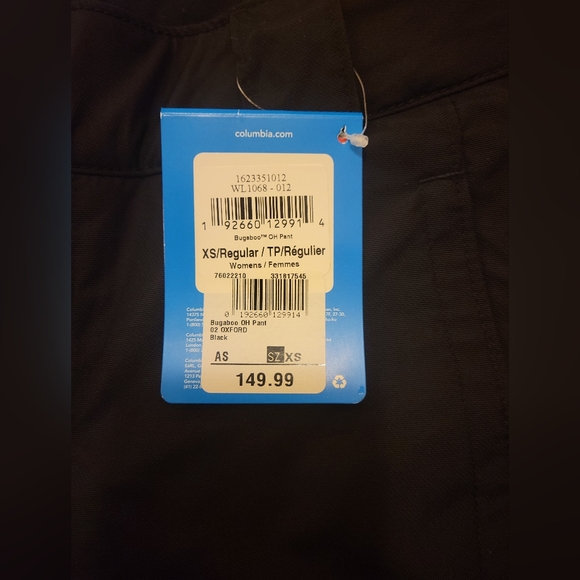 columbia.com
1623351012
WL1068 - 012
1 92660 12991 4
Bugaboo™ OH Pant
XS/Regular / TP/Régulier
Womens / Femmes
76022210 331817545
0 192660 129914
Bugaboo OH Pant
02 OXFORD
Black
AS SZ XS
149.99